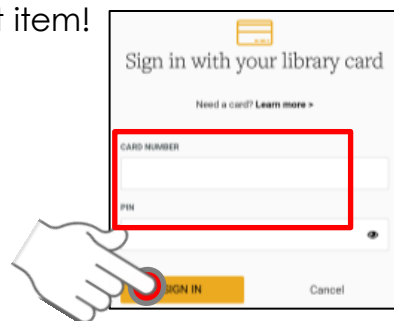 t item!
Sign in with your library card
Need a card? Learn more >
CARD NUMBER
PIN
SIGN IN
Cancel